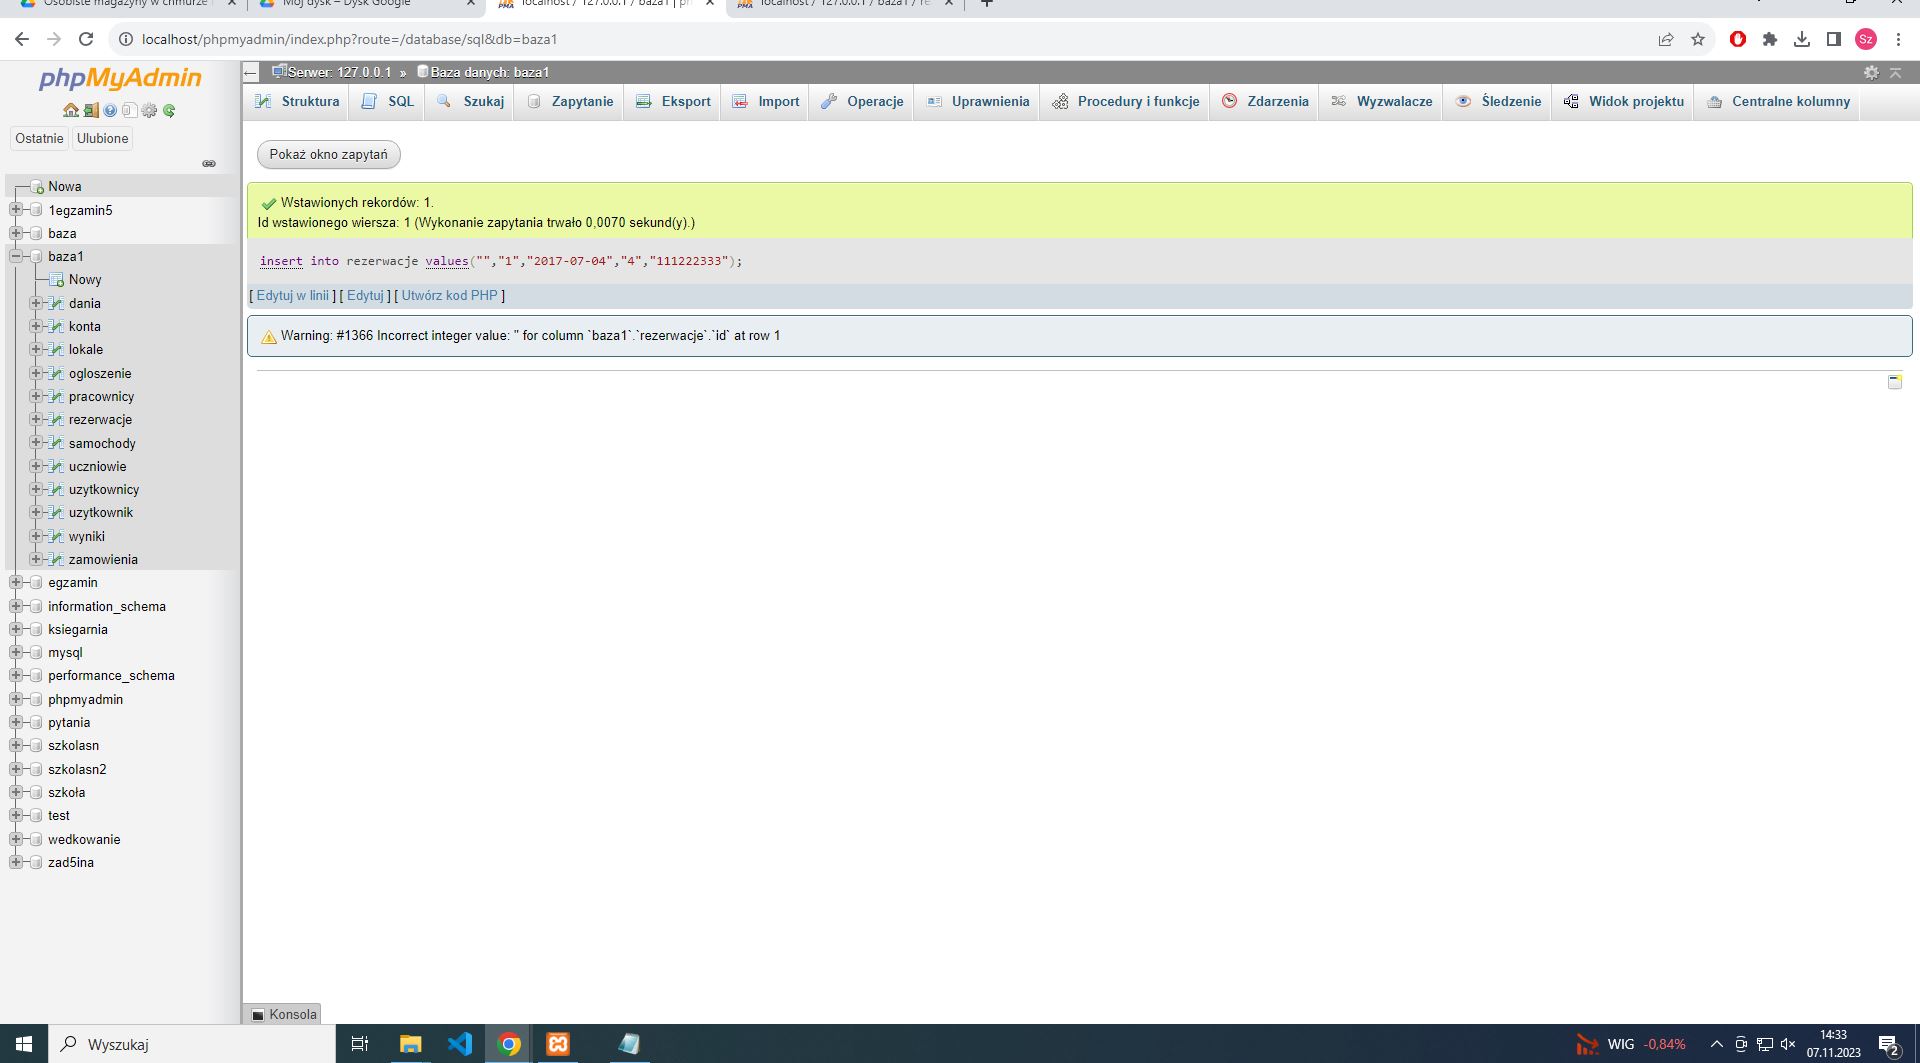 Osobiste magazyny w chmurze i
Mój dysk – Dysk Google
localhost / 127.0.0.1 / baza1 | ph
localhost / 127.0.0.1 / baza1 / re
localhost/phpmyadmin/index.php?route=/database/sql&db=baza1
Sz
phpMyAdmin
Ostatnie
Ulubione
Nowa
1egzamin5
baza
baza1
Nowy
dania
konta
lokale
ogloszenie
pracownicy
rezerwacje
samochody
uczniowie
uzytkownicy
uzytkownik
wyniki
zamowienia
egzamin
information_schema
ksiegarnia
mysql
performance_schema
phpmyadmin
pytania
szkolasn
szkolasn2
szkoła
test
wedkowanie
zad5ina
Serwer: 127.0.0.1 » Baza danych: baza1
Struktura SQL Szukaj Zapytanie Eksport Import Operacje Uprawnienia Procedury i funkcje Zdarzenia Wyzwalacze Śledzenie Widok projektu Centralne kolumny
Pokaż okno zapytań
Wstawionych rekordów: 1.
Id wstawionego wiersza: 1 (Wykonanie zapytania trwało 0,0070 sekund(y).)
insert into rezerwacje values("","1","2017-07-04","4","111222333");
[ Edytuj w linii ] [ Edytuj ] [ Utwórz kod PHP ]
Warning: #1366 Incorrect integer value: '' for column `baza1`.`rezerwacje`.`id` at row 1
Konsola
Wyszukaj
WIG -0,84%
14:33
07.11.2023
2